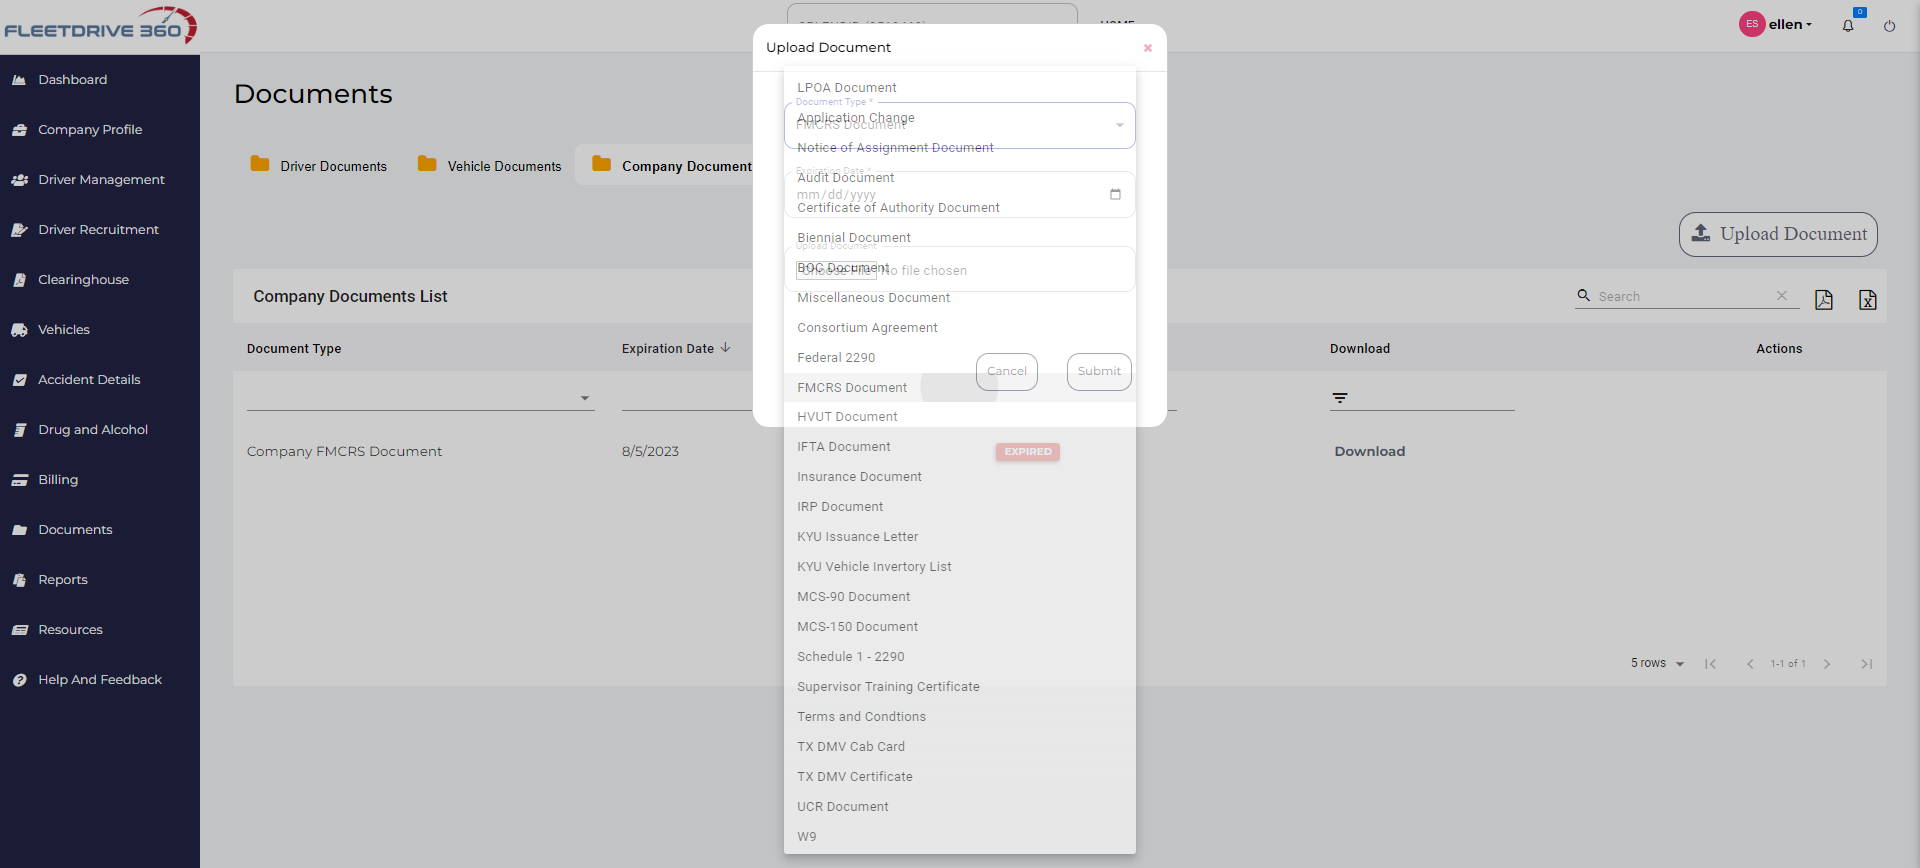 FLEETDRIVE 360
HOME
ES ellen
0
Dashboard
Company Profile
Driver Management
Driver Recruitment
Clearinghouse
Vehicles
Accident Details
Drug and Alcohol
Billing
Documents
Reports
Resources
Help And Feedback
Documents
Driver Documents
Vehicle Documents
Company Document
Upload Document
Company Documents List
Search
Document Type
Expiration Date
Download
Actions
Company FMCRS Document
8/5/2023
EXPIRED
Download
5 rows
1-1 of 1
Upload Document
Document Type *
FMCRS Document
Expiration Date *
mm/dd/yyyy
Upload Document
Choose File No file chosen
Cancel
Submit
LPOA Document
Application Change
Notice of Assignment Document
Audit Document
Certificate of Authority Document
Biennial Document
BOC Document
Miscellaneous Document
Consortium Agreement
Federal 2290
FMCRS Document
HVUT Document
IFTA Document
Insurance Document
IRP Document
KYU Issuance Letter
KYU Vehicle Invertory List
MCS-90 Document
MCS-150 Document
Schedule 1 - 2290
Supervisor Training Certificate
Terms and Condtions
TX DMV Cab Card
TX DMV Certificate
UCR Document
W9